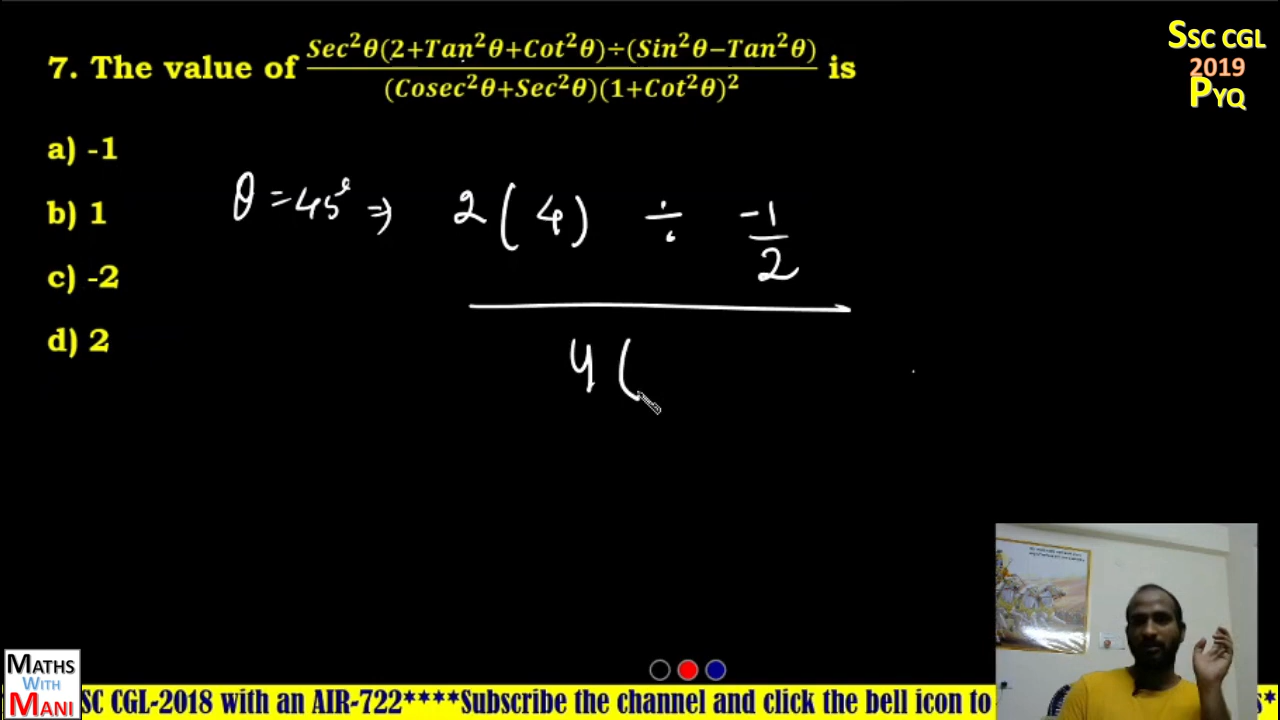 7. The value of Sec²θ(2+Tan²θ+Cot²θ)÷(Sin²θ−Tan²θ) / (Cosec²θ+Sec²θ)(1+Cot²θ)² is
SSC CGL
2019
PYQ
a) -1
b) 1
c) -2
d) 2
θ = 45° ⇒ 2(4) ÷ -1/2
4 (
MATHS
WITH
MANI
SC CGL-2018 with an AIR-722****Subscribe the channel and click the bell icon to
s*